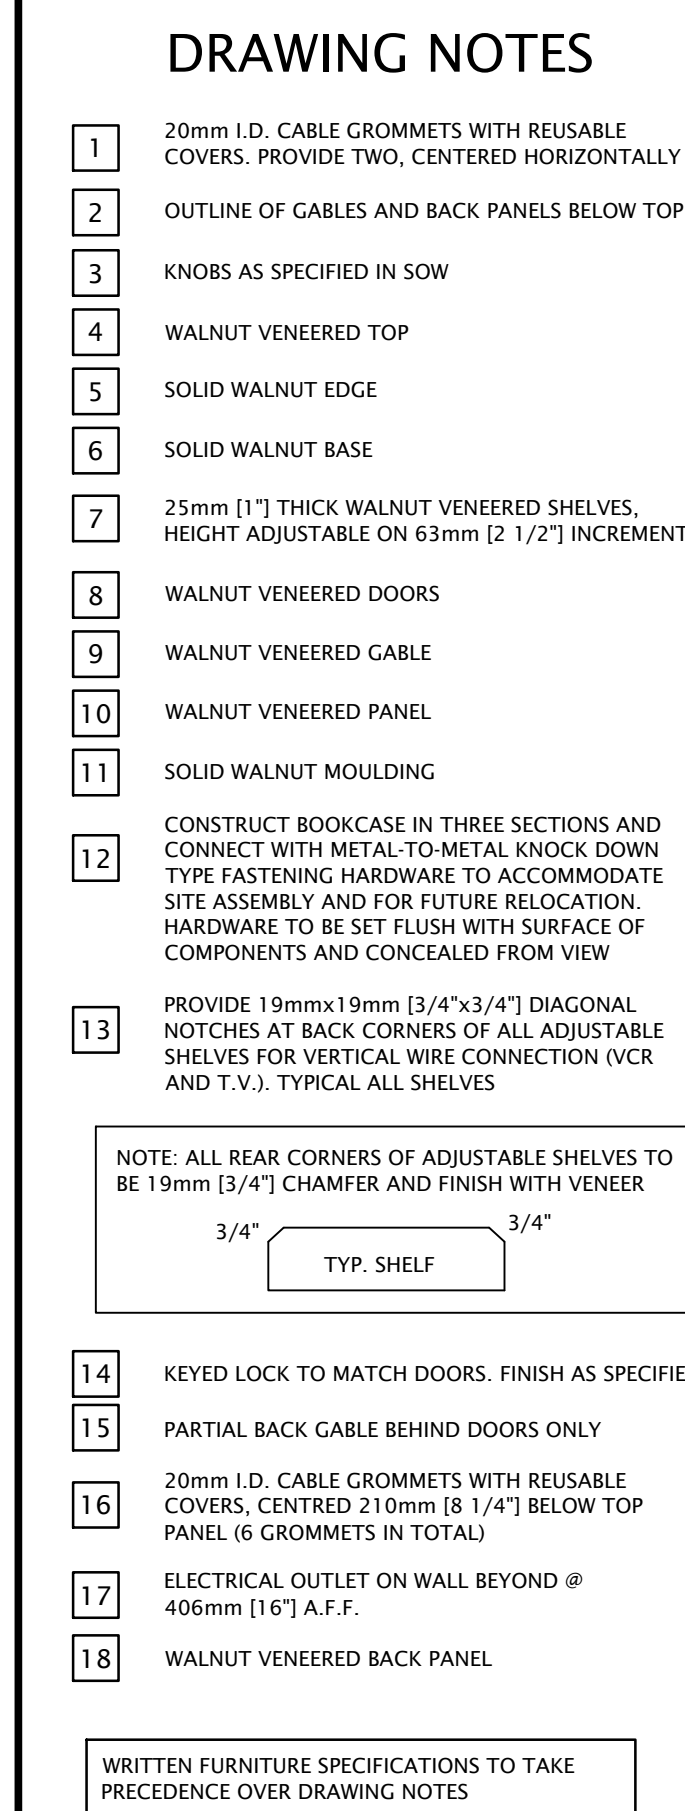 DRAWING NOTES
1
20mm I.D. CABLE GROMMETS WITH REUSABLE
COVERS. PROVIDE TWO, CENTERED HORIZONTALLY
2
OUTLINE OF GABLES AND BACK PANELS BELOW TOP
3
KNOBS AS SPECIFIED IN SOW
4
WALNUT VENEERED TOP
5
SOLID WALNUT EDGE
6
SOLID WALNUT BASE
7
25mm [1"] THICK WALNUT VENEERED SHELVES,
HEIGHT ADJUSTABLE ON 63mm [2 1/2"] INCREMENT
8
WALNUT VENEERED DOORS
9
WALNUT VENEERED GABLE
10
WALNUT VENEERED PANEL
11
SOLID WALNUT MOULDING
12
CONSTRUCT BOOKCASE IN THREE SECTIONS AND
CONNECT WITH METAL-TO-METAL KNOCK DOWN
TYPE FASTENING HARDWARE TO ACCOMMODATE
SITE ASSEMBLY AND FOR FUTURE RELOCATION.
HARDWARE TO BE SET FLUSH WITH SURFACE OF
COMPONENTS AND CONCEALED FROM VIEW
13
PROVIDE 19mmx19mm [3/4"x3/4"] DIAGONAL
NOTCHES AT BACK CORNERS OF ALL ADJUSTABLE
SHELVES FOR VERTICAL WIRE CONNECTION (VCR
AND T.V.). TYPICAL ALL SHELVES
NOTE: ALL REAR CORNERS OF ADJUSTABLE SHELVES TO
BE 19mm [3/4"] CHAMFER AND FINISH WITH VENEER
3/4" 3/4"
TYP. SHELF
14
KEYED LOCK TO MATCH DOORS. FINISH AS SPECIFIE
15
PARTIAL BACK GABLE BEHIND DOORS ONLY
16
20mm I.D. CABLE GROMMETS WITH REUSABLE
COVERS, CENTRED 210mm [8 1/4"] BELOW TOP
PANEL (6 GROMMETS IN TOTAL)
17
ELECTRICAL OUTLET ON WALL BEYOND @
406mm [16"] A.F.F.
18
WALNUT VENEERED BACK PANEL
WRITTEN FURNITURE SPECIFICATIONS TO TAKE
PRECEDENCE OVER DRAWING NOTES